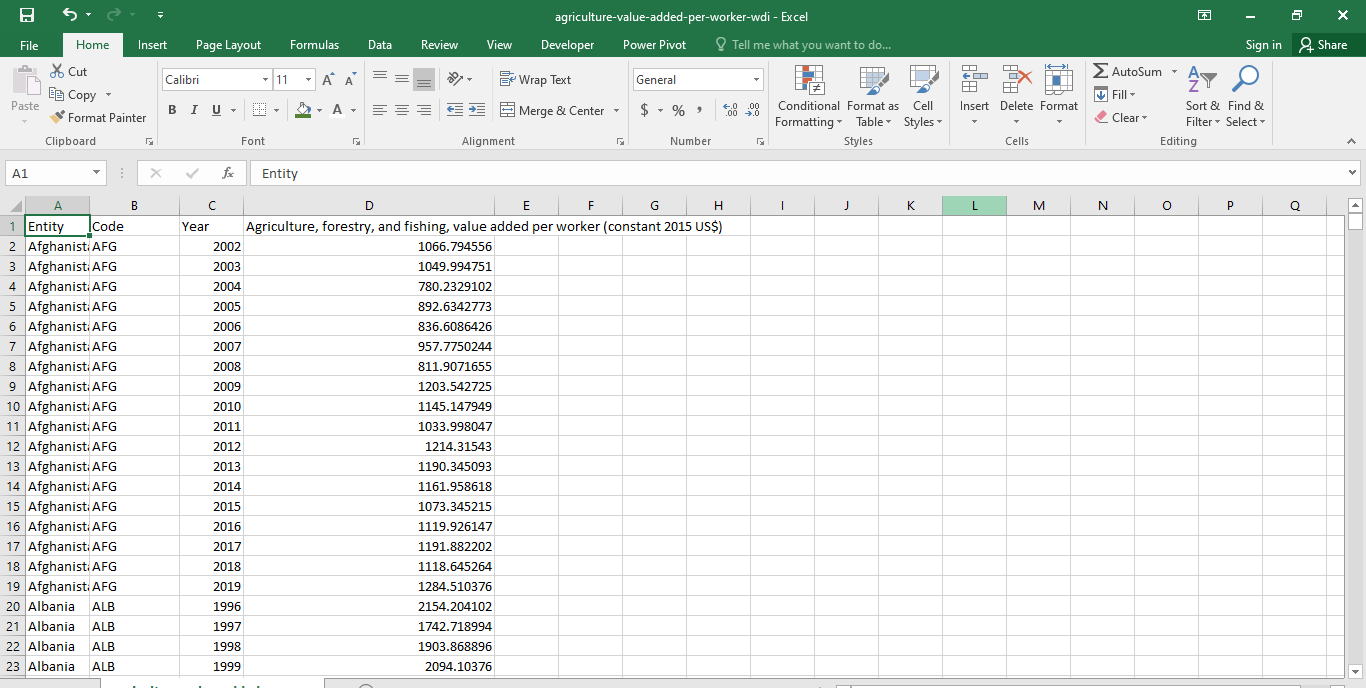 agriculture-value-added-per-worker-wdi - Excel
File Home Insert Page Layout Formulas Data Review View Developer Power Pivot Tell me what you want to do... Sign in Share
Paste
Cut
Copy
Format Painter
Clipboard
Calibri 11
B I U A
Font
Wrap Text
Merge & Center
Alignment
General
$ % ,
Number
Conditional Formatting
Format as Table
Cell Styles
Styles
Insert Delete Format
Cells
AutoSum
Fill
Clear
Sort & Filter
Find & Select
Editing
A1 fx Entity
A B C D E F G H I J K L M N O P Q
1 Entity Code Year Agriculture, forestry, and fishing, value added per worker (constant 2015 US$)
2 Afghanist AFG 2002 1066.794556
3 Afghanist AFG 2003 1049.994751
4 Afghanist AFG 2004 780.2329102
5 Afghanist AFG 2005 892.6342773
6 Afghanist AFG 2006 836.6086426
7 Afghanist AFG 2007 957.7750244
8 Afghanist AFG 2008 811.9071655
9 Afghanist AFG 2009 1203.542725
10 Afghanist AFG 2010 1145.147949
11 Afghanist AFG 2011 1033.998047
12 Afghanist AFG 2012 1214.31543
13 Afghanist AFG 2013 1190.345093
14 Afghanist AFG 2014 1161.958618
15 Afghanist AFG 2015 1073.345215
16 Afghanist AFG 2016 1119.926147
17 Afghanist AFG 2017 1191.882202
18 Afghanist AFG 2018 1118.645264
19 Afghanist AFG 2019 1284.510376
20 Albania ALB 1996 2154.204102
21 Albania ALB 1997 1742.718994
22 Albania ALB 1998 1903.868896
23 Albania ALB 1999 2094.10376